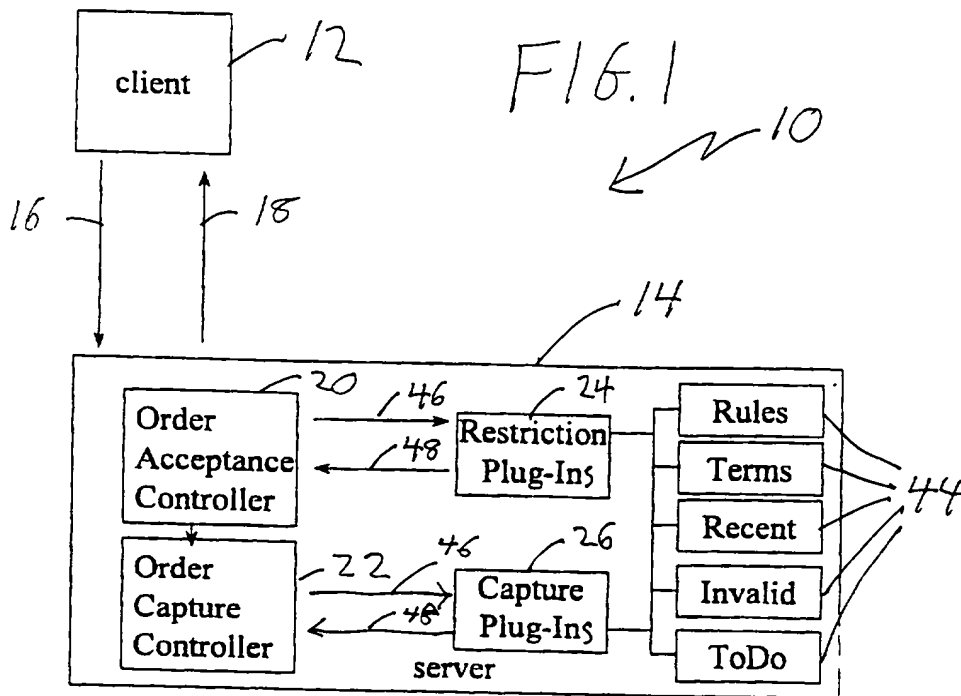 12
client
FIG. 1
10
16
18
14
20
Order
Acceptance
Controller
46
48
24
Restriction
Plug-Ins
Rules
Terms
Recent
Invalid
ToDo
44
Order
Capture
Controller
22
46
48
26
Capture
Plug-Ins
server